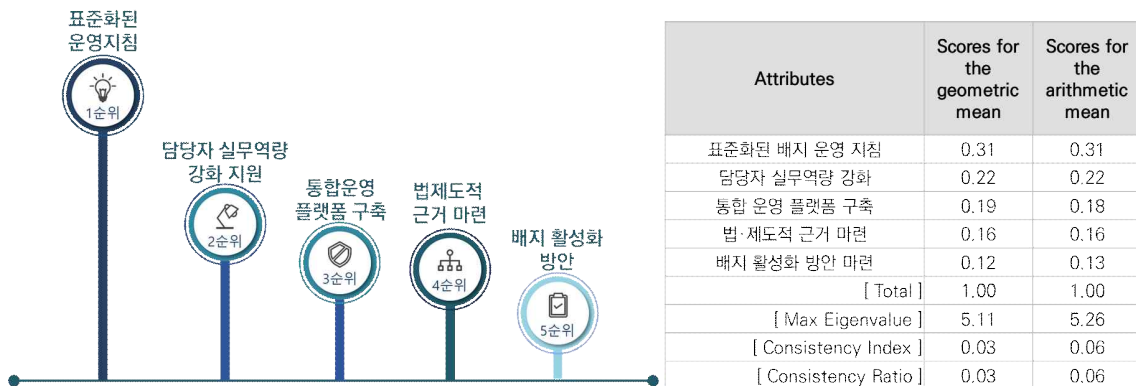 표준화된
운영지침
1순위
담당자 실무역량
강화 지원
2순위
통합운영
플랫폼 구축
3순위
법제도적
근거 마련
4순위
배지 활성화
방안
5순위
Attributes
Scores for
the
geometric
mean
Scores for
the
arithmetic
mean
표준화된 배지 운영 지침 0.31 0.31
담당자 실무역량 강화 0.22 0.22
통합 운영 플랫폼 구축 0.19 0.18
법·제도적 근거 마련 0.16 0.16
배지 활성화 방안 마련 0.12 0.13
[ Total ] 1.00 1.00
[ Max Eigenvalue ] 5.11 5.26
[ Consistency Index ] 0.03 0.06
[ Consistency Ratio ] 0.03 0.06